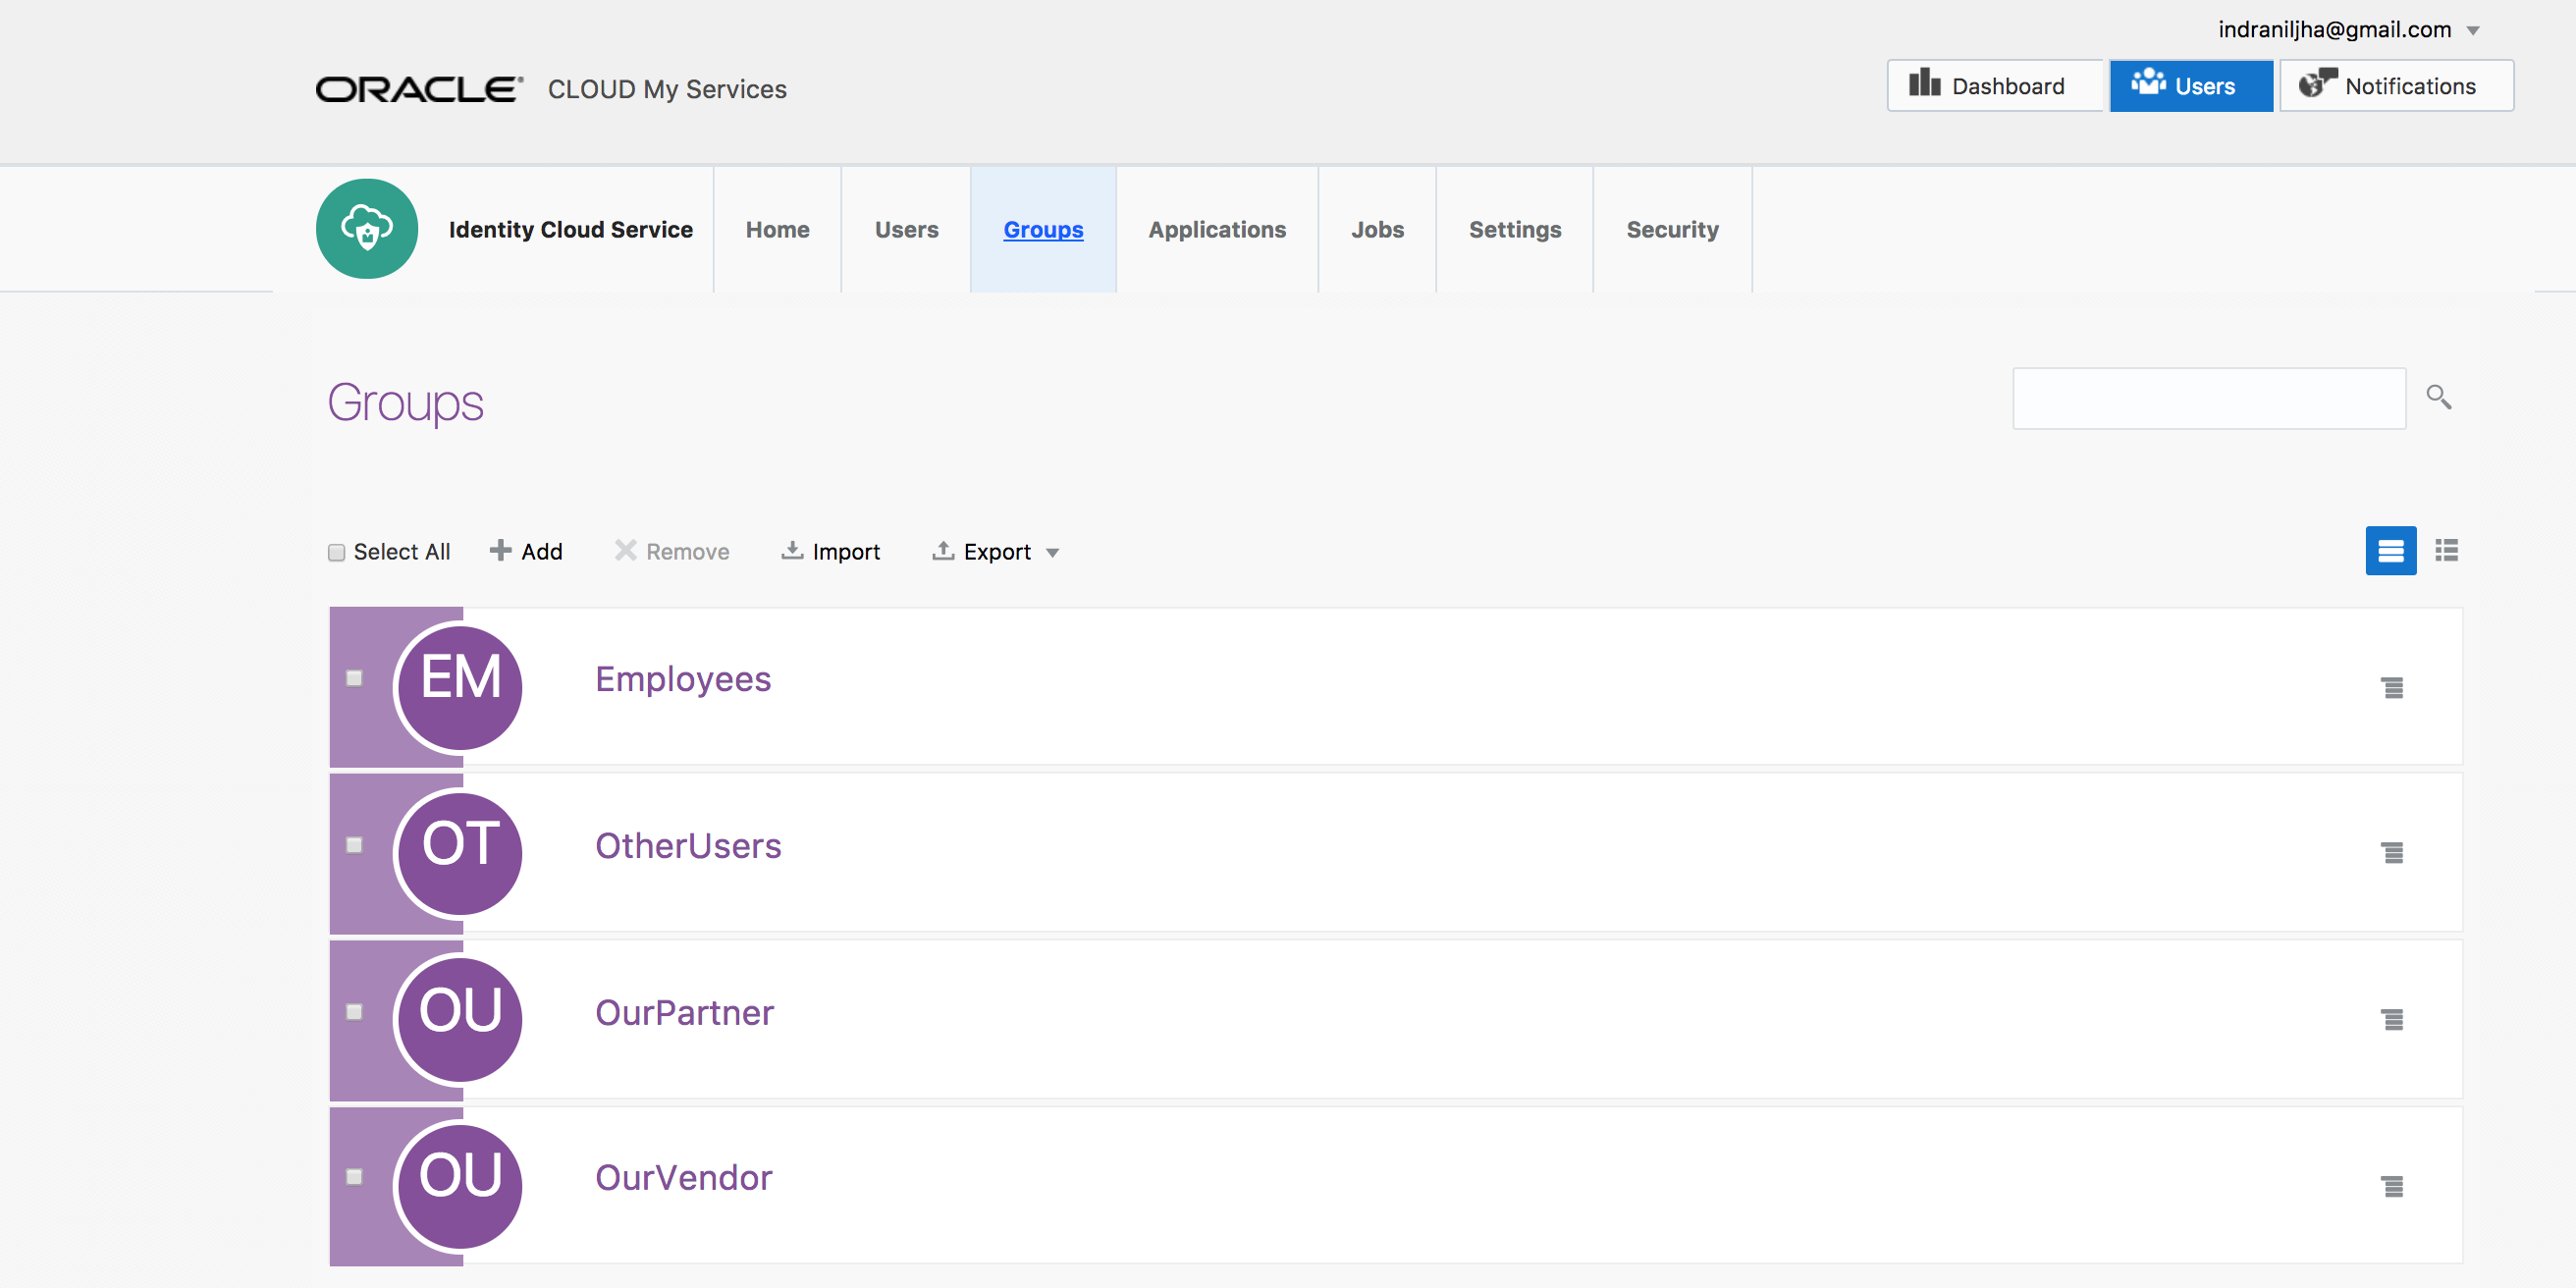 indraniljha@gmail.com
ORACLE® CLOUD My Services
Dashboard Users Notifications
Identity Cloud Service Home Users Groups Applications Jobs Settings Security
Groups
Select All Add Remove Import Export
EM Employees
OT OtherUsers
OU OurPartner
OU OurVendor